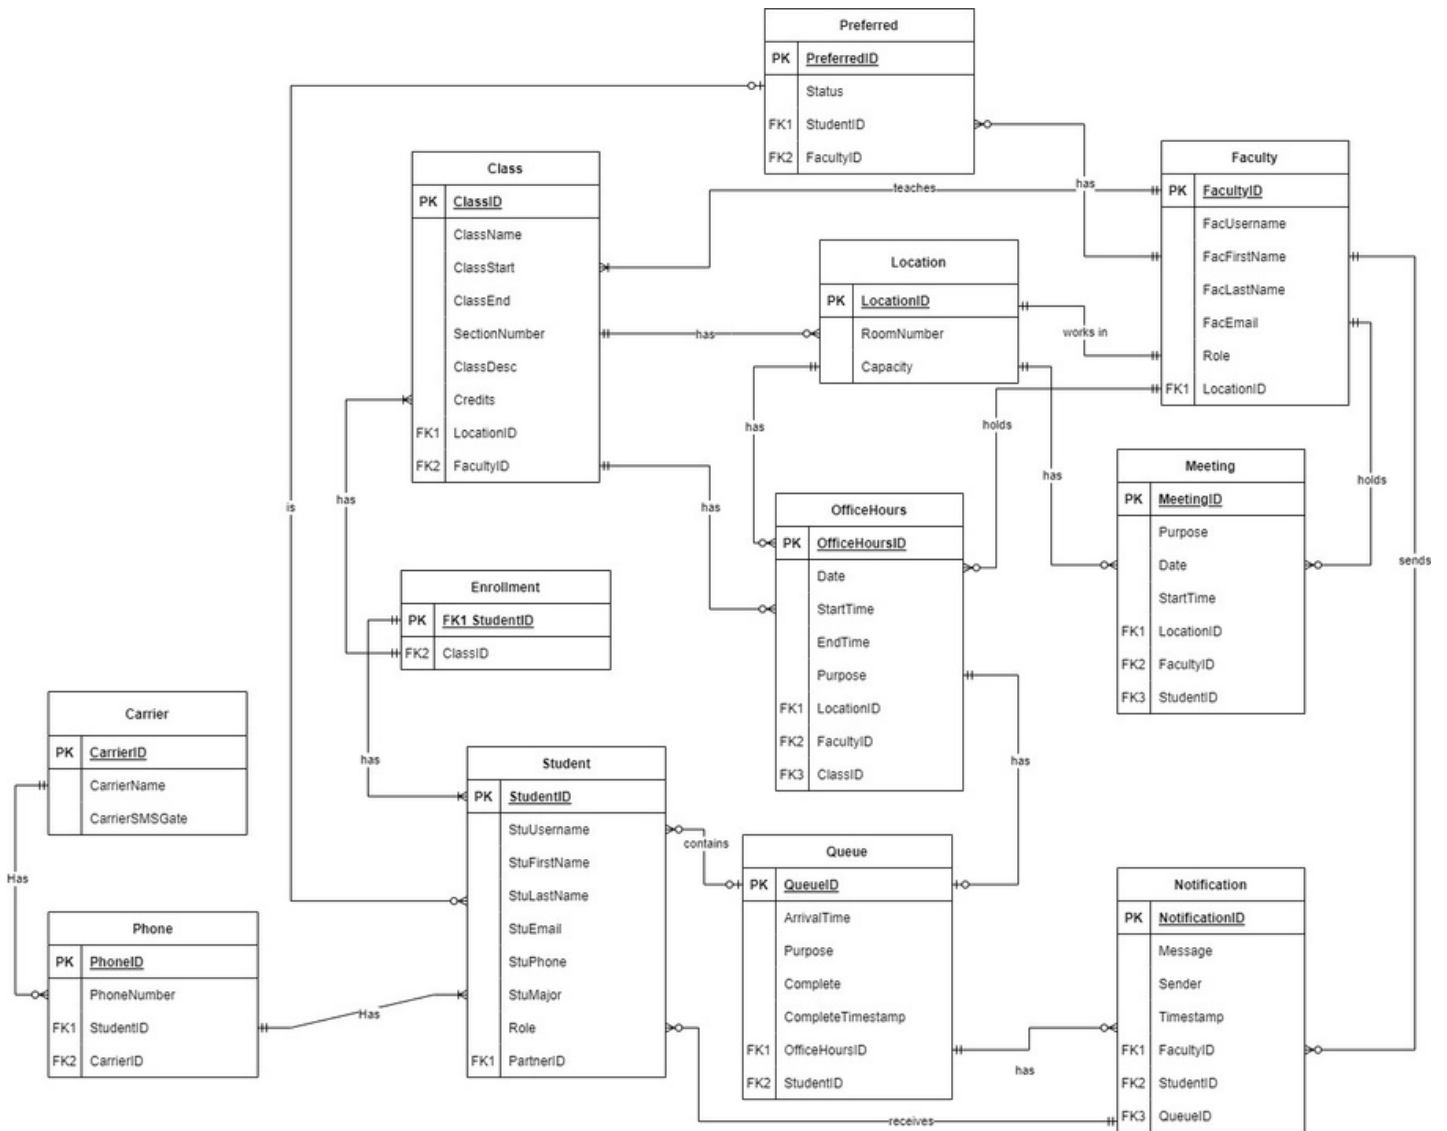 Preferred
PK PreferredID
Status
FK1 StudentID
FK2 FacultyID
Class
PK ClassID
ClassName
ClassStart
ClassEnd
SectionNumber
ClassDesc
Credits
FK1 LocationID
FK2 FacultyID
teaches
has
Faculty
PK FacultyID
FacUsername
FacFirstName
FacLastName
FacEmail
Role
FK1 LocationID
Location
PK LocationID
RoomNumber
Capacity
has
works in
has
holds
has
holds
Meeting
PK MeetingID
Purpose
Date
StartTime
FK1 LocationID
FK2 FacultyID
FK3 StudentID
sends
is
has
has
OfficeHours
PK OfficeHoursID
Date
StartTime
EndTime
Purpose
FK1 LocationID
FK2 FacultyID
FK3 ClassID
Enrollment
PK FK1 StudentID
FK2 ClassID
has
has
Carrier
PK CarrierID
CarrierName
CarrierSMSGate
Has
Phone
PK PhoneID
PhoneNumber
FK1 StudentID
FK2 CarrierID
Has
Student
PK StudentID
StuUsername
StuFirstName
StuLastName
StuEmail
StuPhone
StuMajor
Role
FK1 PartnerID
contains
Queue
PK QueueID
ArrivalTime
Purpose
Complete
CompleteTimestamp
FK1 OfficeHoursID
FK2 StudentID
has
receives
Notification
PK NotificationID
Message
Sender
Timestamp
FK1 FacultyID
FK2 StudentID
FK3 QueueID